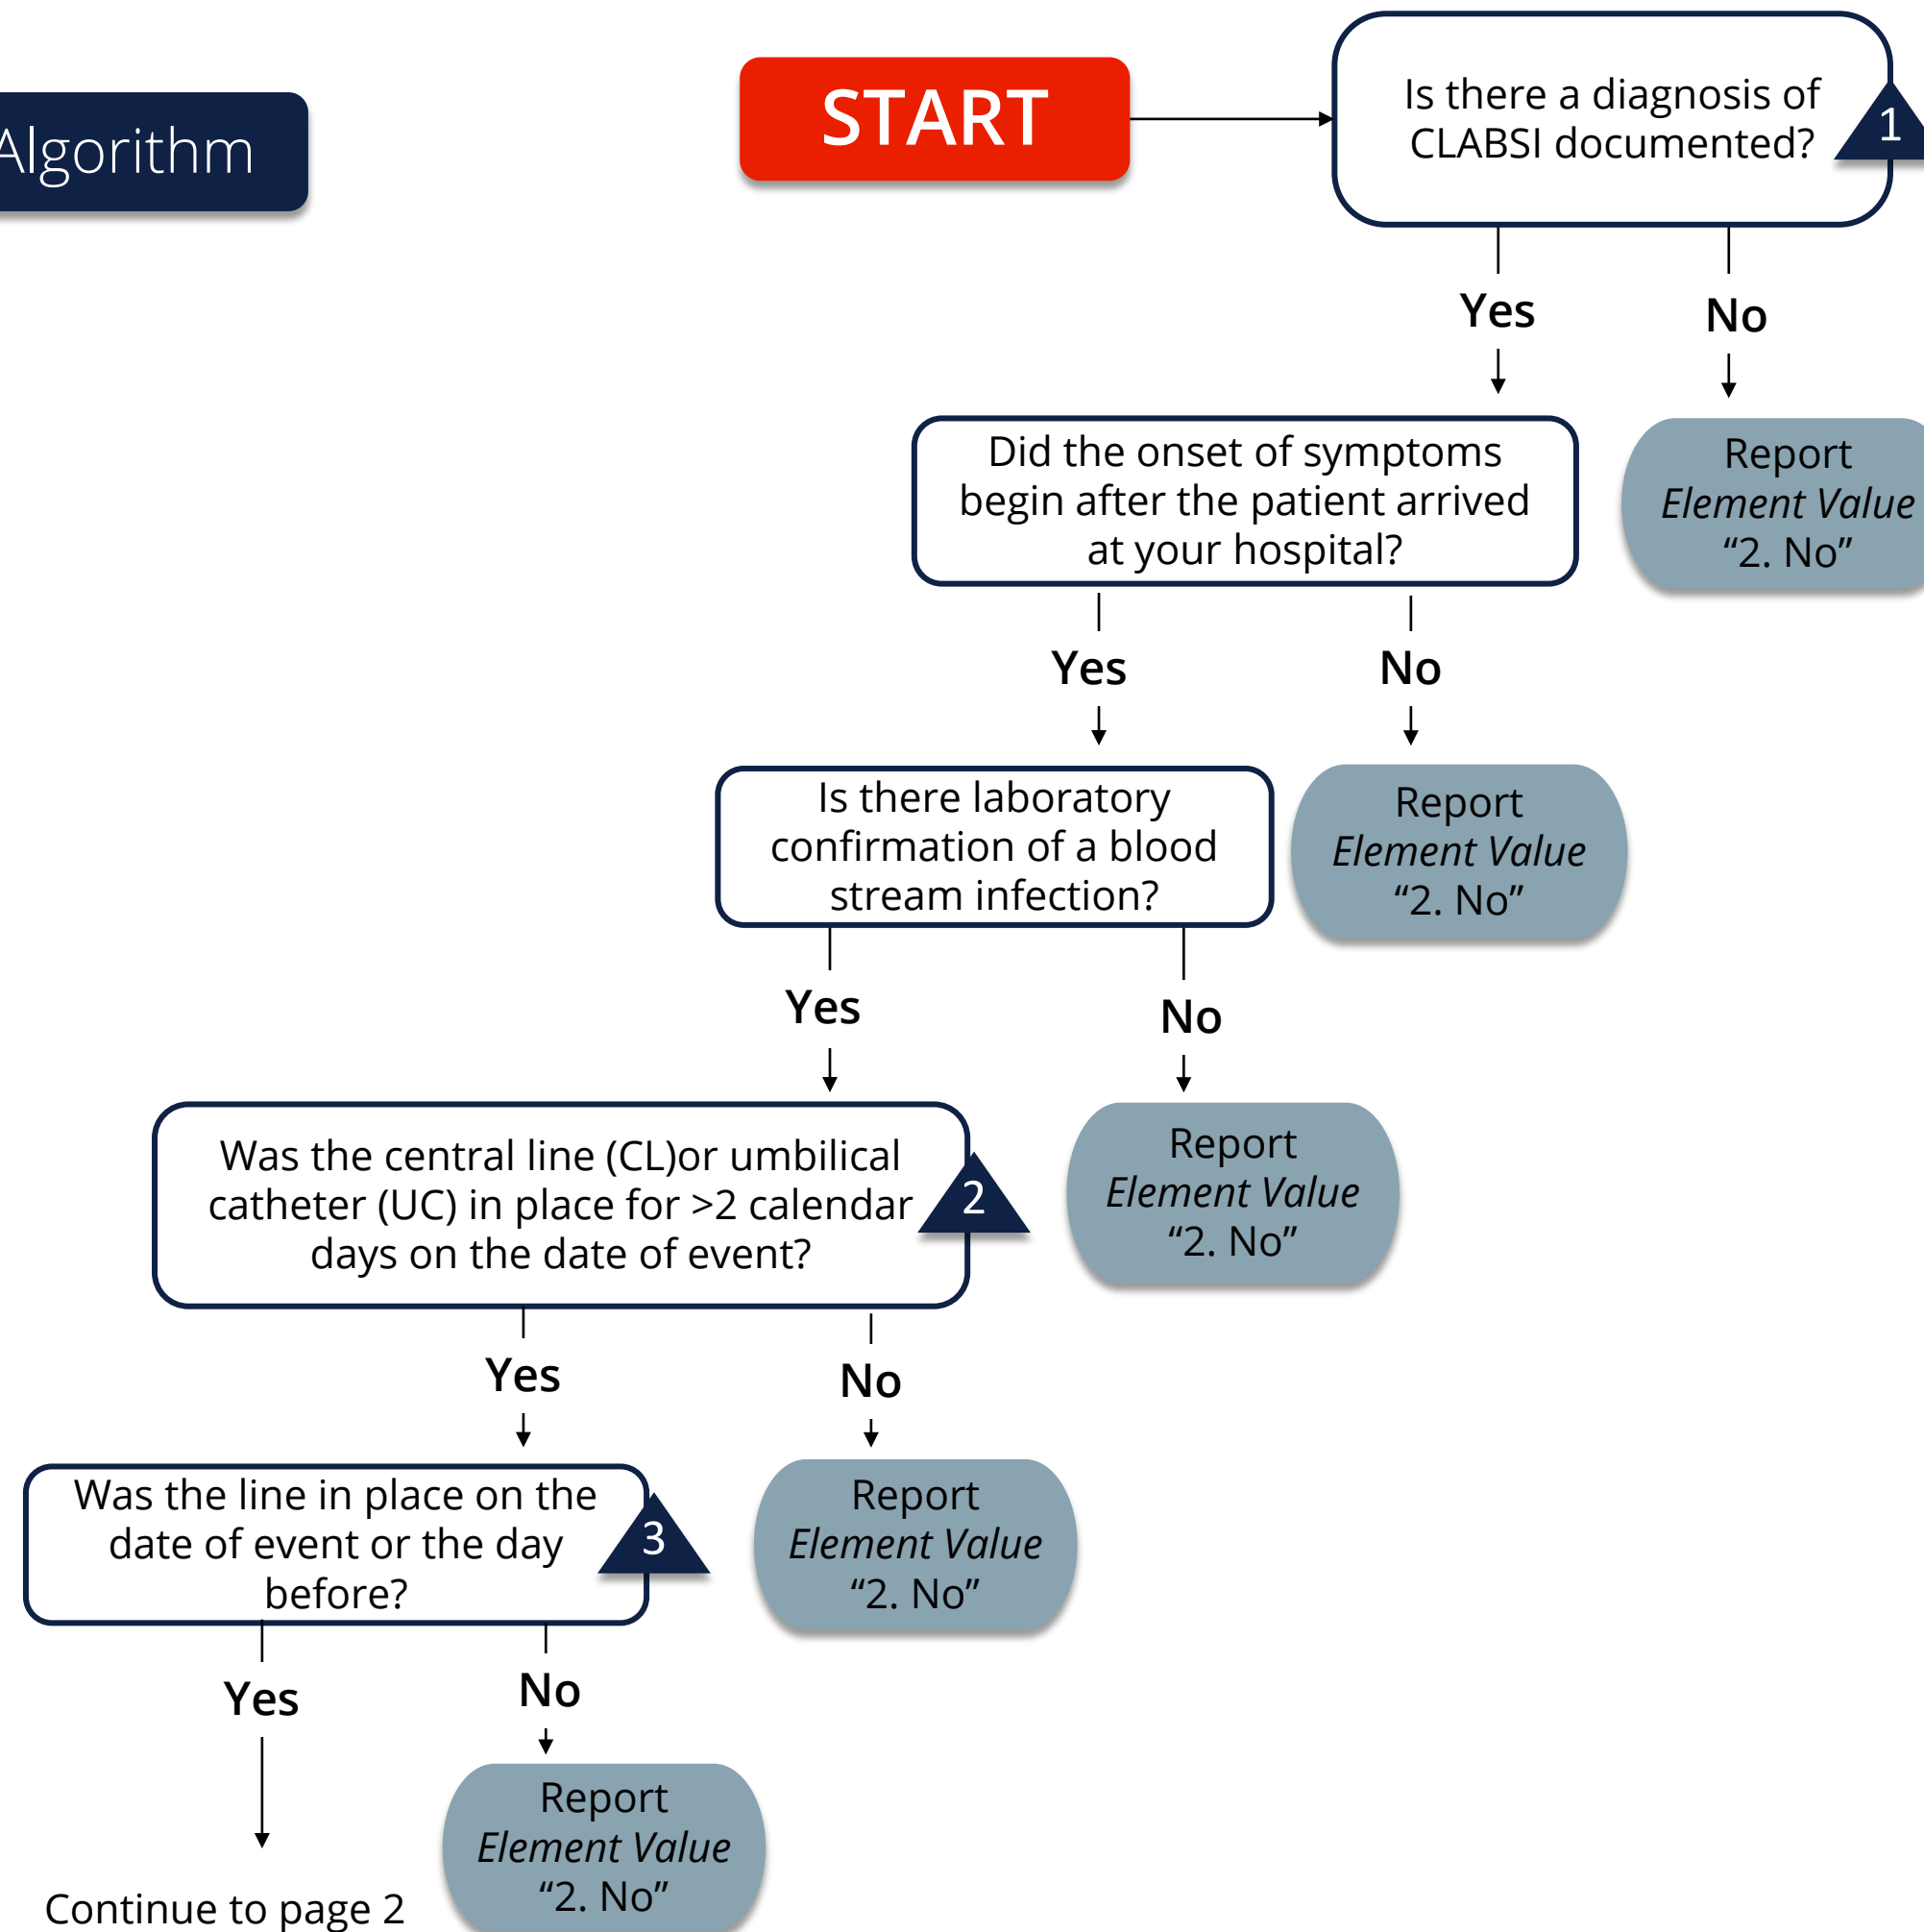 Algorithm
START
Is there a diagnosis of
CLABSI documented?
1
Yes
No
Did the onset of symptoms
begin after the patient arrived
at your hospital?
Report
Element Value
“2. No”
Yes
No
Is there laboratory
confirmation of a blood
stream infection?
Report
Element Value
“2. No”
Yes
No
Was the central line (CL)or umbilical
catheter (UC) in place for >2 calendar
days on the date of event?
2
Report
Element Value
“2. No”
Yes
No
Was the line in place on the
date of event or the day
before?
3
Report
Element Value
“2. No”
Yes
No
Continue to page 2
Report
Element Value
“2. No”